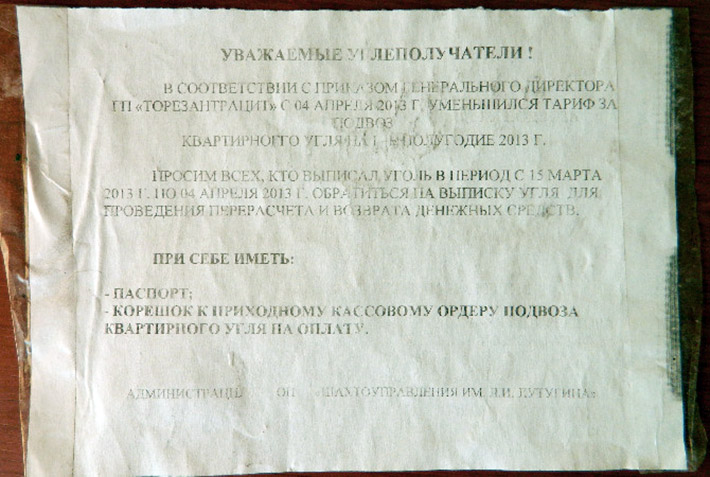 УВАЖАЕМЫЕ УГЛЕПОЛУЧАТЕЛИ !
В СООТВЕТСТВИИ С ПРИКАЗОМ ГЕНЕРАЛЬНОГО ДИРЕКТОРА
ГП «ТОРЕЗАНТРАЦИТ» С 04 АПРЕЛЯ 2013 Г. УМЕНЬШИЛСЯ ТАРИФ ЗА
ПОДВОЗ
КВАРТИРНОГО УГЛЯ НА ПОЛУГОДИЕ 2013 Г.
ПРОСИМ ВСЕХ, КТО ВЫПИСАЛ УГОЛЬ В ПЕРИОД С 15 МАРТА
2013 Г. ПО 04 АПРЕЛЯ 2013 Г. ОБРАТИТЬСЯ НА ВЫПИСКУ УГЛЯ ДЛЯ
ПРОВЕДЕНИЯ ПЕРЕРАСЧЕТА И ВОЗВРАТА ДЕНЕЖНЫХ СРЕДСТВ.
ПРИ СЕБЕ ИМЕТЬ:
- ПАСПОРТ;
- КОРЕШОК К ПРИХОДНОМУ КАССОВОМУ ОРДЕРУ ПОДВОЗА
КВАРТИРНОГО УГЛЯ НА ОПЛАТУ.
АДМИНИСТРАЦИЯ ОП «ШАХТОУПРАВЛЕНИЯ ИМ. Л.И. ЛУТУГИНА»